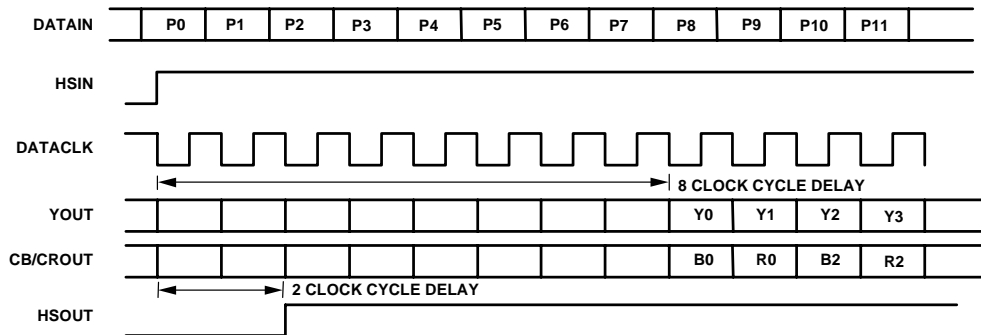 DATAIN P0 P1 P2 P3 P4 P5 P6 P7 P8 P9 P10 P11
HSIN
DATACLK
8 CLOCK CYCLE DELAY
YOUT Y0 Y1 Y2 Y3
CB/CROUT B0 R0 B2 R2
2 CLOCK CYCLE DELAY
HSOUT